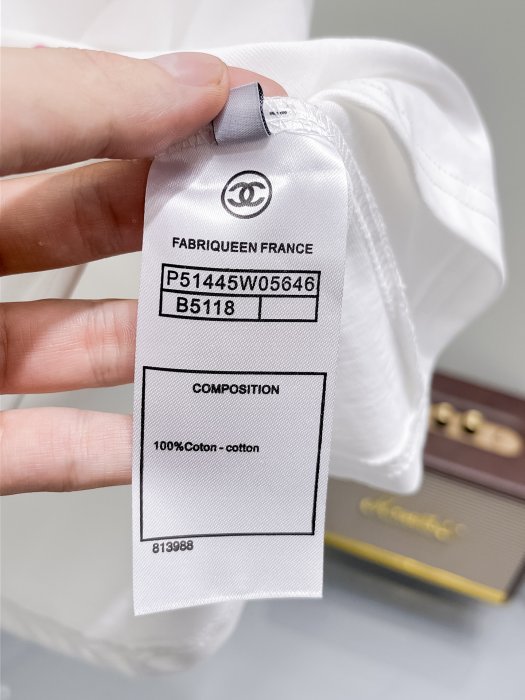 FABRIQUEEN FRANCE
P51445W05646
B5118
COMPOSITION
100%Coton - cotton
813988